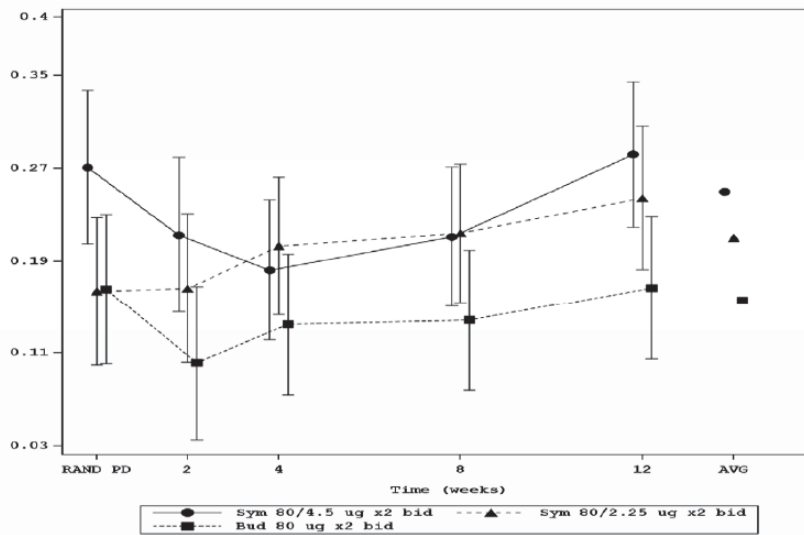 0.4
0.35
0.27
0.19
0.11
0.03
RAND PD 2 4 8 12 AVG
Time (weeks)
Sym 80/4.5 ug x2 bid Sym 80/2.25 ug x2 bid
Bud 80 ug x2 bid